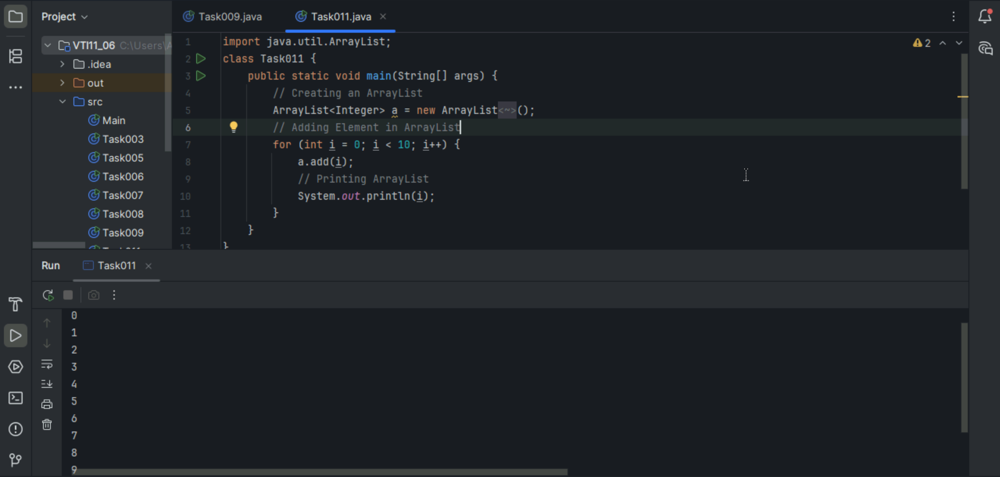 Project
Task009.java
Task011.java
VTI11_06 C:\Users\
.idea
out
src
Main
Task003
Task005
Task006
Task007
Task008
Task009
2
1 import java.util.ArrayList;
2 class Task011 {
3 public static void main(String[] args) {
4 // Creating an ArrayList
5 ArrayList<Integer> a = new ArrayList<~>();
6 // Adding Element in ArrayList
7 for (int i = 0; i < 10; i++) {
8 a.add(i);
9 // Printing ArrayList
10 System.out.println(i);
11 }
12 }
13 }
Run Task011
0
1
2
3
4
5
6
7
8
9